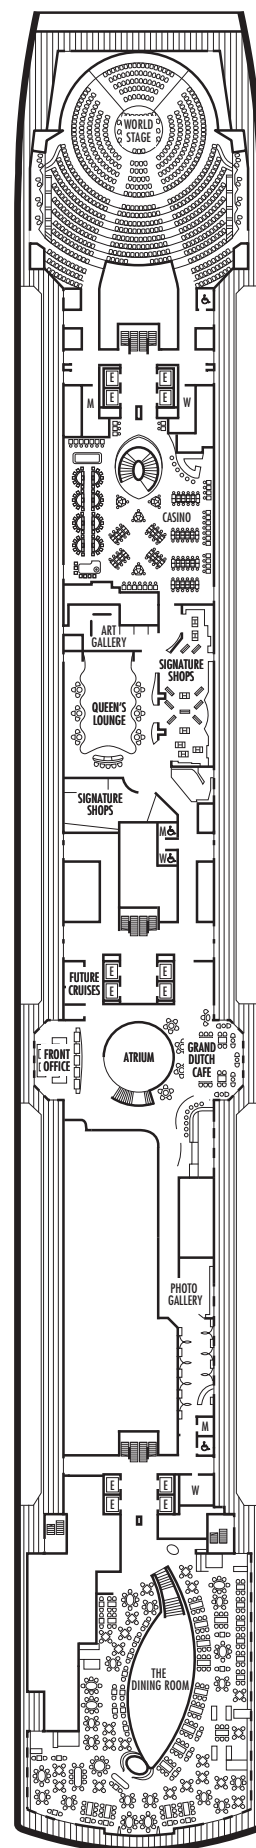 WORLD
STAGE
E
E
E
E
M
W
CASINO
ART
GALLERY
SIGNATURE
SHOPS
QUEEN'S
LOUNGE
SIGNATURE
SHOPS
M
W
FUTURE
CRUISES
E
E
E
E
FRONT
OFFICE
ATRIUM
GRAND
DUTCH
CAFE
PHOTO
GALLERY
M
E
E
E
E
W
THE
DINING ROOM